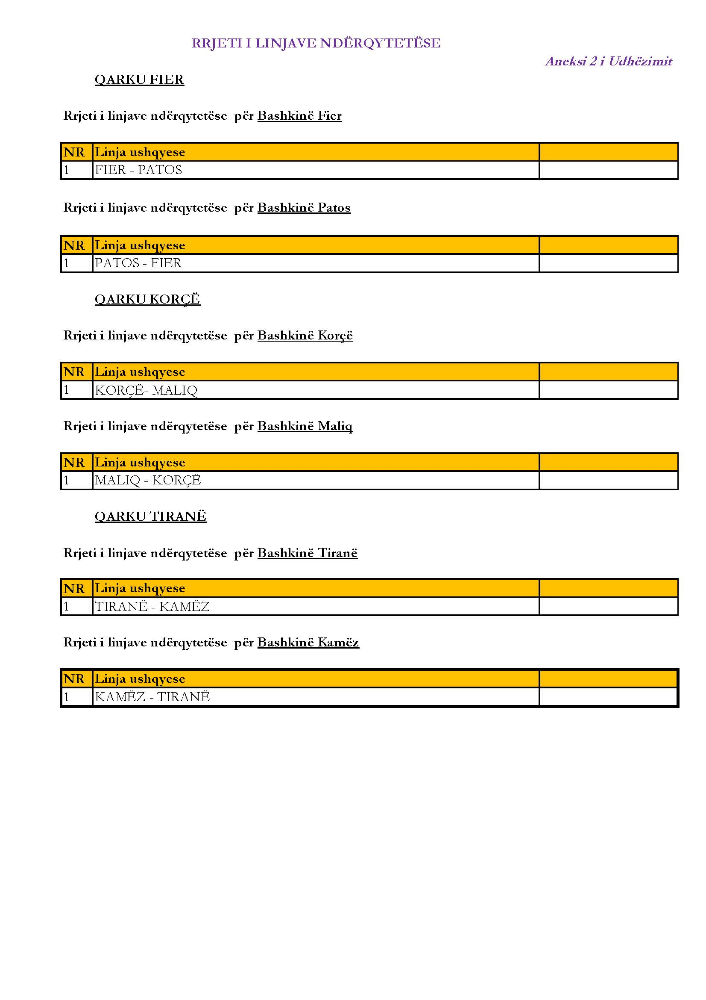 RRJETI I LINJAVE NDËRQYTETËSE
Aneksi 2 i Udhëzimit
QARKU FIER
Rrjeti i linjave ndërqytetëse për Bashkinë Fier
NR Linja ushqyese
1 FIER - PATOS
Rrjeti i linjave ndërqytetëse për Bashkinë Patos
NR Linja ushqyese
1 PATOS - FIER
QARKU KORÇË
Rrjeti i linjave ndërqytetëse për Bashkinë Korçë
NR Linja ushqyese
1 KORÇË- MALIQ
Rrjeti i linjave ndërqytetëse për Bashkinë Maliq
NR Linja ushqyese
1 MALIQ - KORÇË
QARKU TIRANË
Rrjeti i linjave ndërqytetëse për Bashkinë Tiranë
NR Linja ushqyese
1 TIRANË - KAMËZ
Rrjeti i linjave ndërqytetëse për Bashkinë Kamëz
NR Linja ushqyese
1 KAMËZ - TIRANË